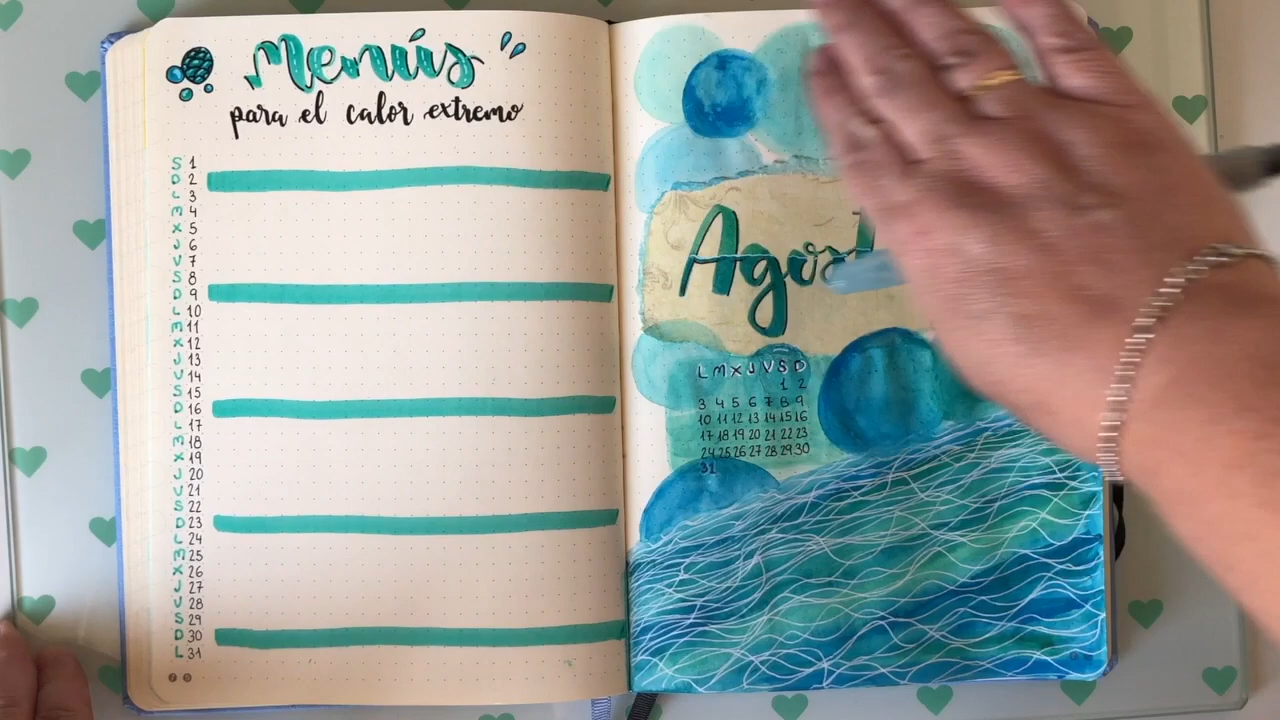 Menús
para el calor extremo
S 1
D 2
L 3
M 4
X 5
J 6
V 7
S 8
D 9
L 10
M 11
X 12
J 13
V 14
S 15
D 16
L 17
M 18
X 19
J 20
V 21
S 22
D 23
L 24
M 25
X 26
J 27
V 28
S 29
D 30
L 31
Agost
L M X J V S D
1 2
3 4 5 6 7 8 9
10 11 12 13 14 15 16
17 18 19 20 21 22 23
24 25 26 27 28 29 30
31